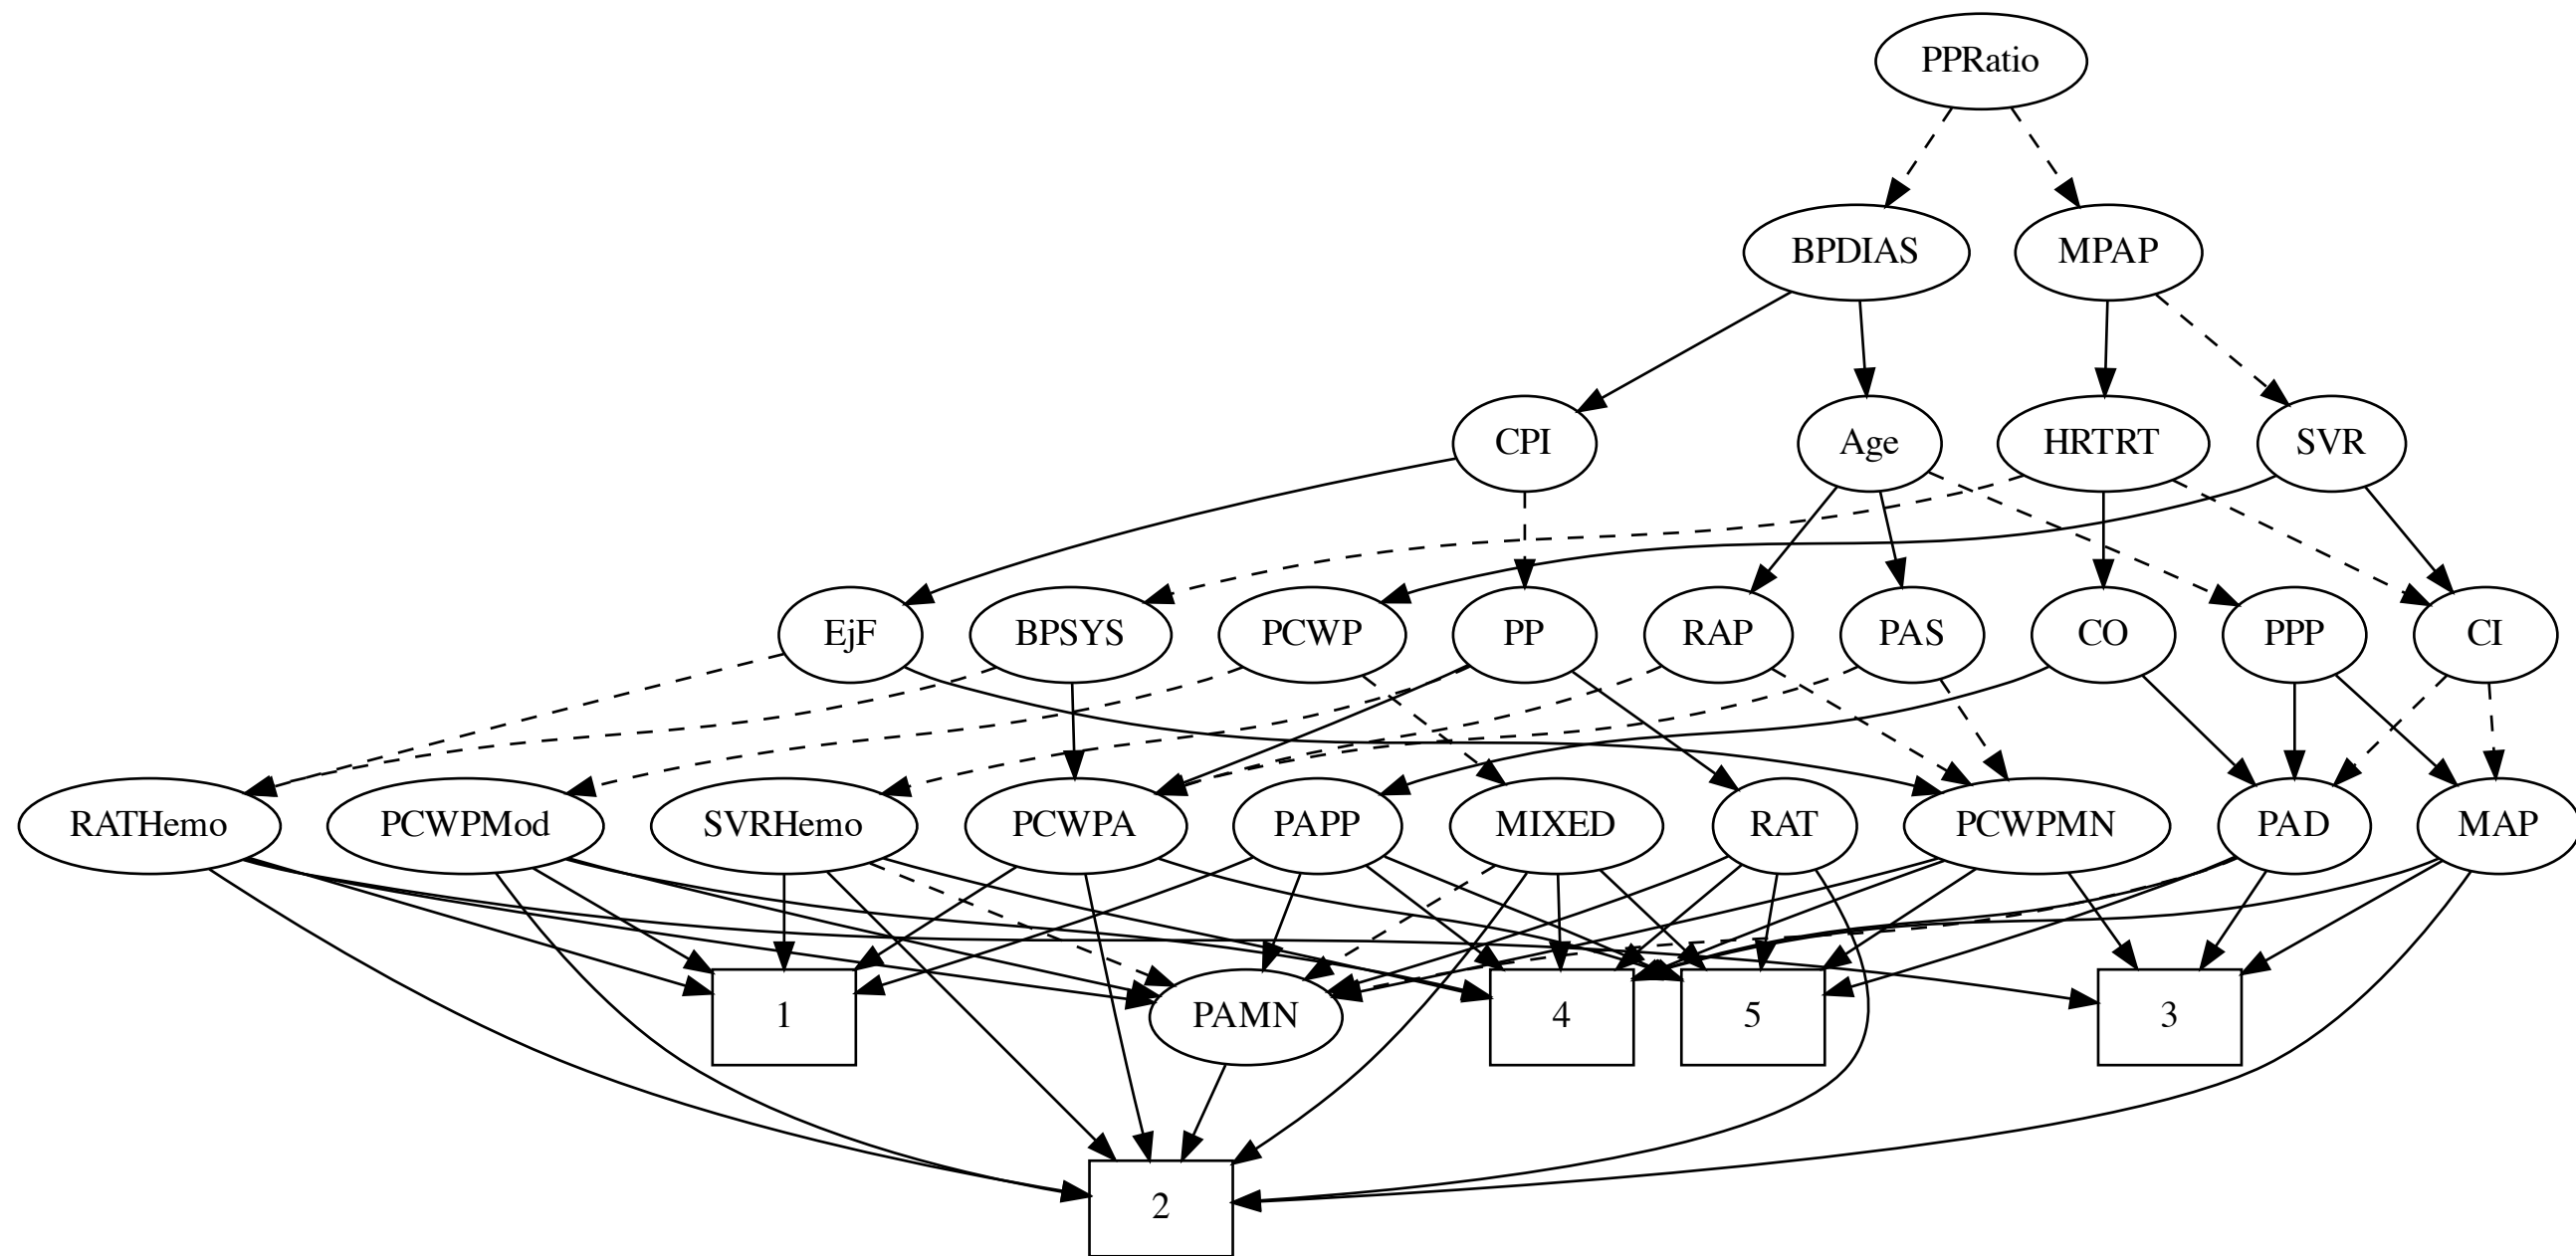 PPRatio
BPDIAS
MPAP
CPI
Age
HRTRT
SVR
EjF
BPSYS
PCWP
PP
RAP
PAS
CO
PPP
CI
RATHemo
PCWPMod
SVRHemo
PCWPA
PAPP
MIXED
RAT
PCWPMN
PAD
MAP
1
PAMN
4
5
3
2